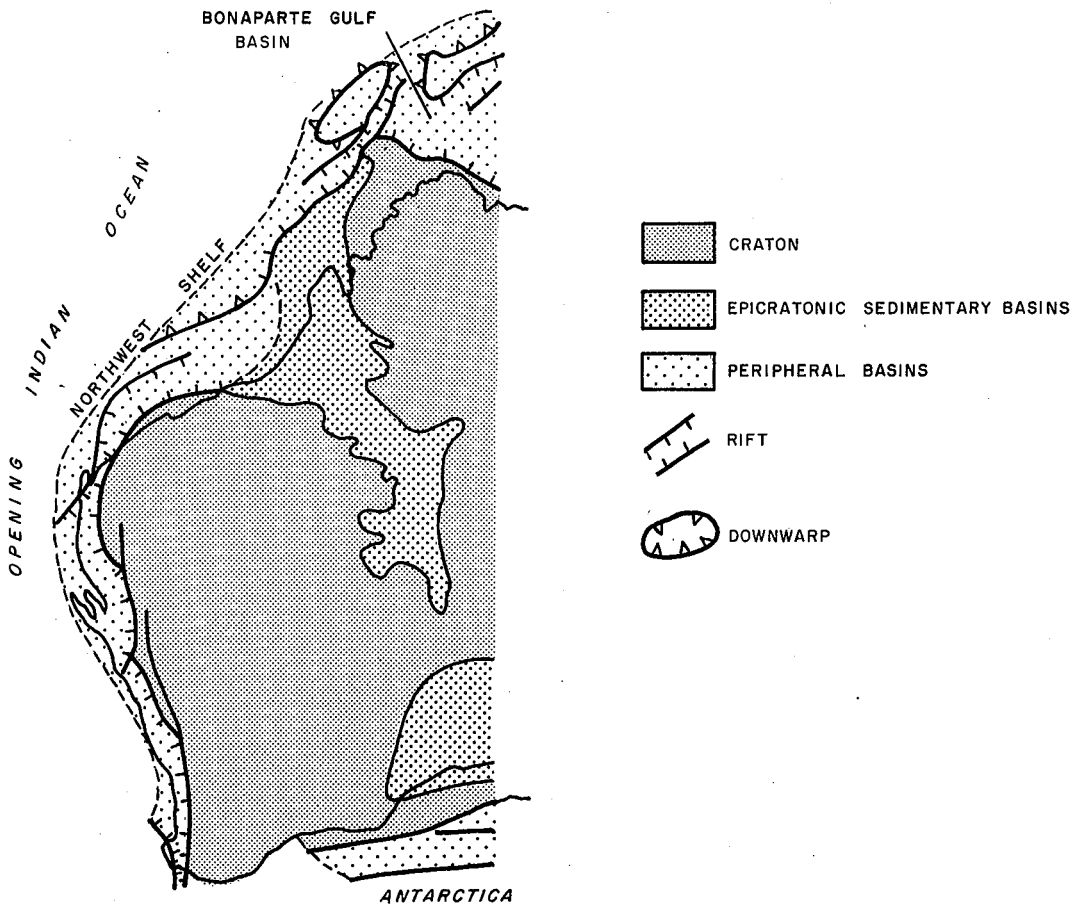 BONAPARTE GULF
BASIN
OPENING INDIAN OCEAN
NORTHWEST SHELF
CRATON
EPICRATONIC SEDIMENTARY BASINS
PERIPHERAL BASINS
RIFT
DOWNWARP
ANTARCTICA